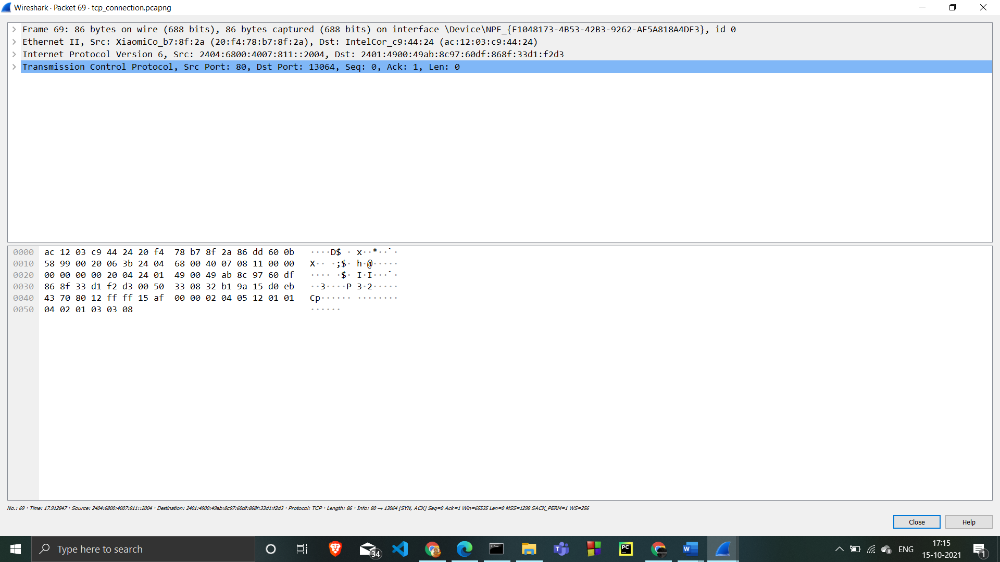 Wireshark · Packet 69 · tcp_connection.pcapng
Frame 69: 86 bytes on wire (688 bits), 86 bytes captured (688 bits) on interface \Device\NPF_{F1048173-4B53-42B3-9262-AF5A818A4DF3}, id 0
Ethernet II, Src: XiaomiCo_b7:8f:2a (20:f4:78:b7:8f:2a), Dst: IntelCor_c9:44:24 (ac:12:03:c9:44:24)
Internet Protocol Version 6, Src: 2404:6800:4007:811::2004, Dst: 2401:4900:49ab:8c97:60df:868f:33d1:f2d3
Transmission Control Protocol, Src Port: 80, Dst Port: 13064, Seq: 0, Ack: 1, Len: 0
0000 ac 12 03 c9 44 24 20 f4 78 b7 8f 2a 86 dd 60 0b ····D$ · x··*··`·
0010 58 99 00 20 06 3b 24 04 68 00 40 07 08 11 00 00 X·· ·;$· h·@·····
0020 00 00 00 00 20 04 24 01 49 00 49 ab 8c 97 60 df ···· ·$· I·I···`·
0030 86 8f 33 d1 f2 d3 00 50 33 08 32 b1 9a 15 d0 eb ··3····P 3·2·····
0040 43 70 80 12 ff ff 15 af 00 00 02 04 05 12 01 01 Cp······ ········
0050 04 02 01 03 03 08 ······
No.: 69 · Time: 17.912847 · Source: 2404:6800:4007:811::2004 · Destination: 2401:4900:49ab:8c97:60df:868f:33d1:f2d3 · Protocol: TCP · Length: 86 · Info: 80 → 13064 [SYN, ACK] Seq=0 Ack=1 Win=65535 Len=0 MSS=1298 SACK_PERM=1 WS=256
Close Help
Type here to search
34
PC
ENG
17:15
15-10-2021
1